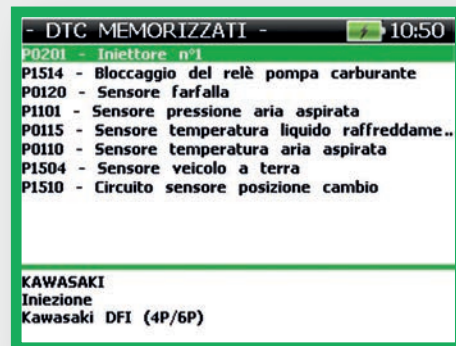 - DTC MEMORIZZATI - 10:50
P0201 - Iniettore n°1
P1514 - Bloccaggio del relè pompa carburante
P0120 - Sensore farfalla
P1101 - Sensore pressione aria aspirata
P0115 - Sensore temperatura liquido raffreddame..
P0110 - Sensore temperatura aria aspirata
P1504 - Sensore veicolo a terra
P1510 - Circuito sensore posizione cambio
KAWASAKI
Iniezione
Kawasaki DFI (4P/6P)